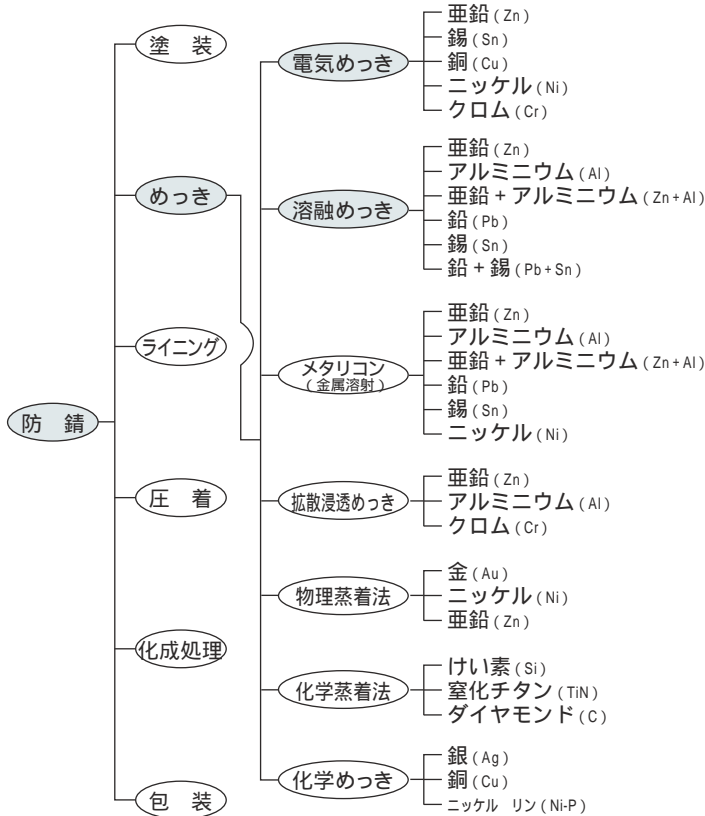 防 錆
塗 装
めっき
ライニング
圧 着
化成処理
包 装
電気めっき
亜鉛 (Zn)
錫 (Sn)
銅 (Cu)
ニッケル (Ni)
クロム (Cr)
溶融めっき
亜鉛 (Zn)
アルミニウム (Al)
亜鉛 + アルミニウム (Zn+Al)
鉛 (Pb)
錫 (Sn)
鉛 + 錫 (Pb+Sn)
メタリコン
(金属溶射)
亜鉛 (Zn)
アルミニウム (Al)
亜鉛 + アルミニウム (Zn+Al)
鉛 (Pb)
錫 (Sn)
ニッケル (Ni)
拡散浸透めっき
亜鉛 (Zn)
アルミニウム (Al)
クロム (Cr)
物理蒸着法
金 (Au)
ニッケル (Ni)
亜鉛 (Zn)
化学蒸着法
けい素 (Si)
窒化チタン (TiN)
ダイヤモンド (C)
化学めっき
銀 (Ag)
銅 (Cu)
ニッケル リン (Ni-P)